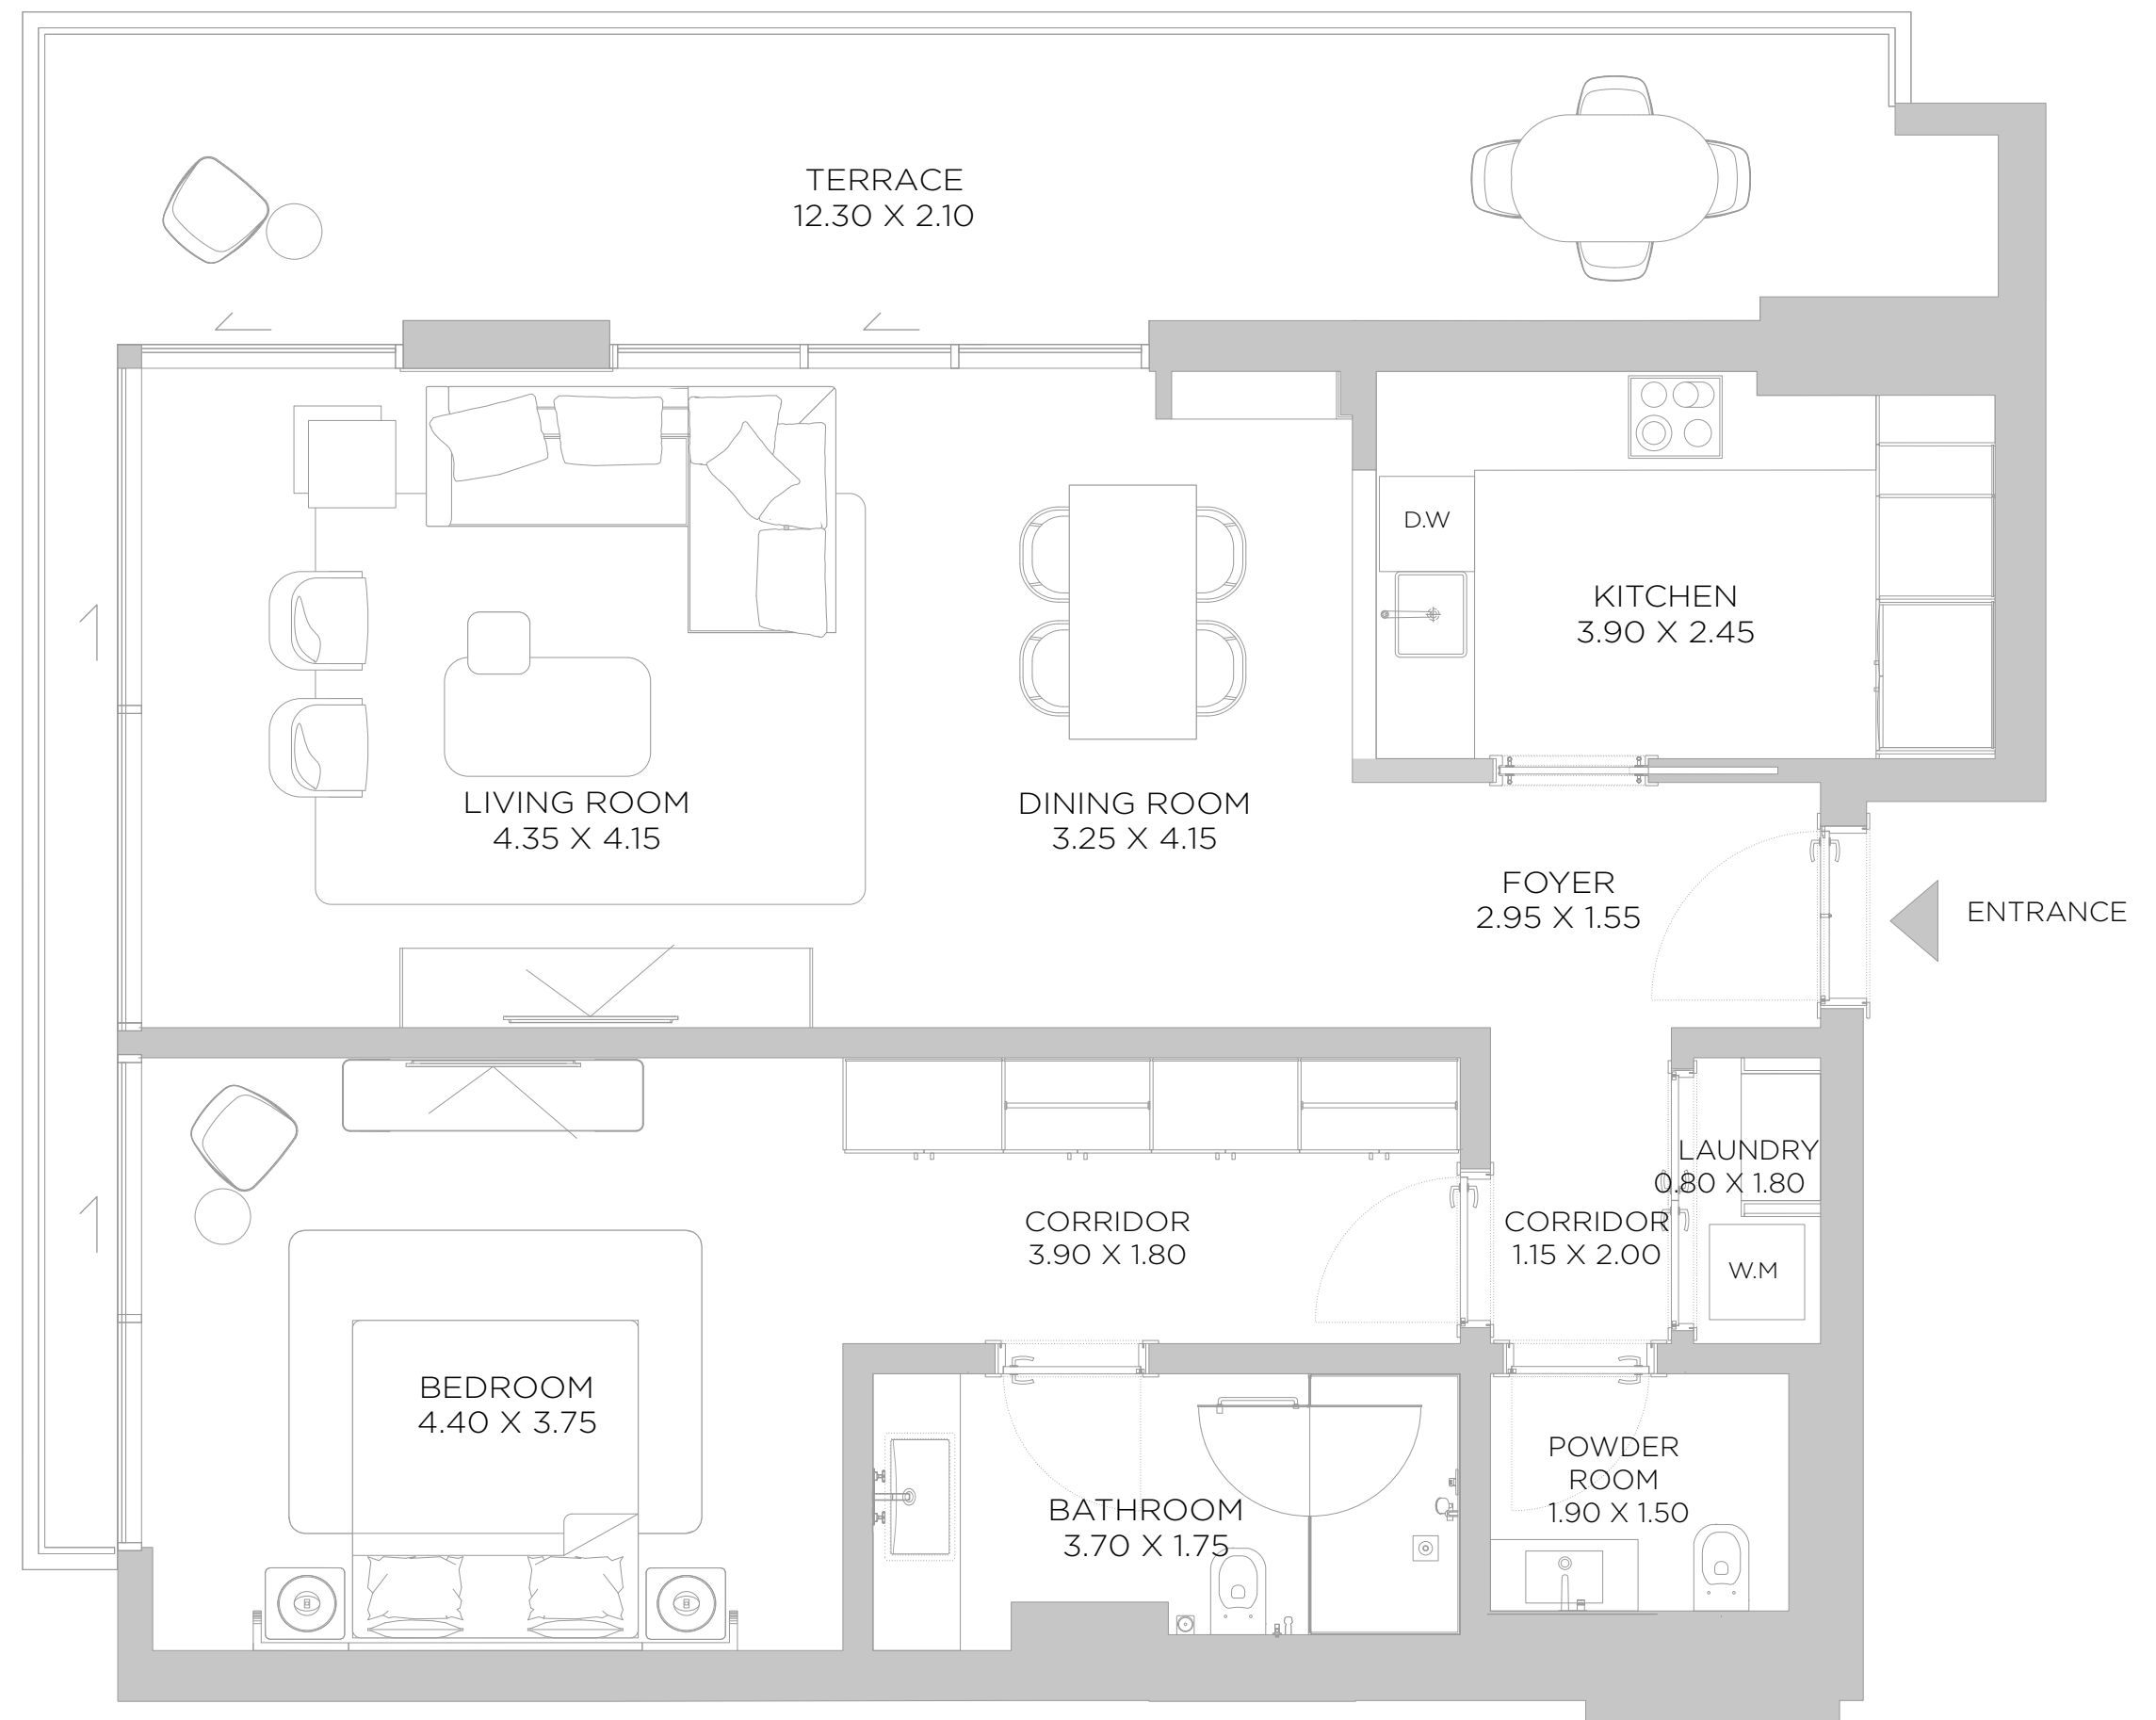 TERRACE
12.30 X 2.10
D.W
KITCHEN
3.90 X 2.45
LIVING ROOM
4.35 X 4.15
DINING ROOM
3.25 X 4.15
FOYER
2.95 X 1.55
ENTRANCE
LAUNDRY
0.80 X 1.80
CORRIDOR
3.90 X 1.80
CORRIDOR
1.15 X 2.00
W.M
BEDROOM
4.40 X 3.75
POWDER
ROOM
1.90 X 1.50
BATHROOM
3.70 X 1.75